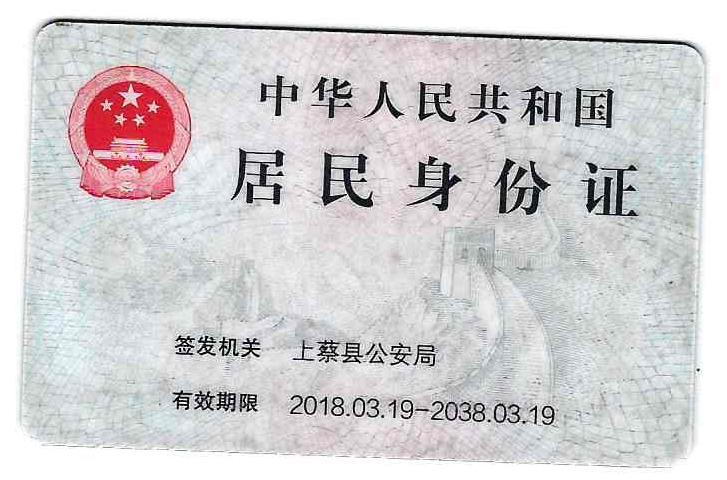 中华人民共和国
居民身份证
签发机关 上蔡县公安局
有效期限 2018.03.19-2038.03.19